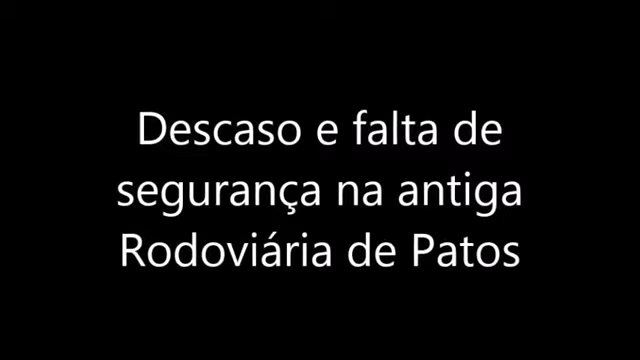 Descaso e falta de
segurança na antiga
Rodoviária de Patos